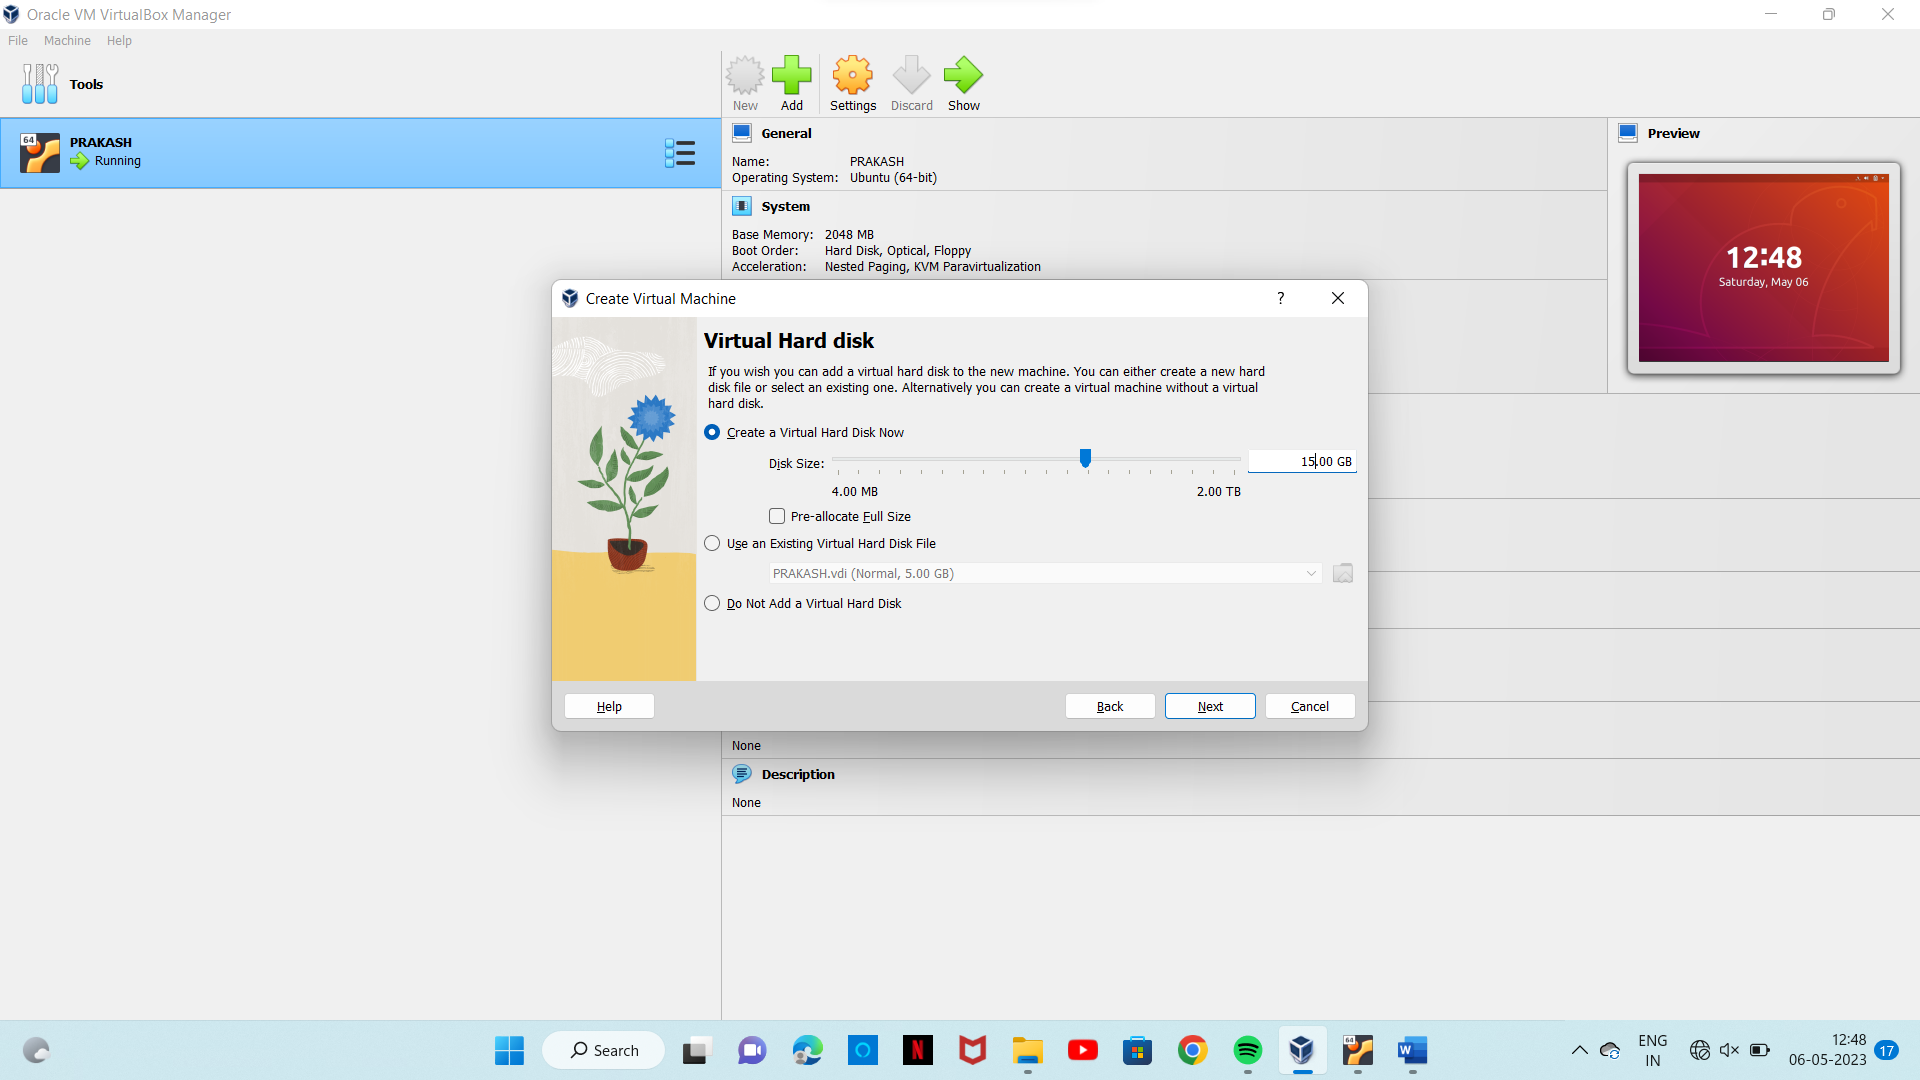 Oracle VM VirtualBox Manager
File Machine Help
Tools
New Add Settings Discard Show
64
PRAKASH
Running
General
Name: PRAKASH
Operating System: Ubuntu (64-bit)
System
Base Memory: 2048 MB
Boot Order: Hard Disk, Optical, Floppy
Acceleration: Nested Paging, KVM Paravirtualization
Preview
12:48
Saturday, May 06
Create Virtual Machine ?
Virtual Hard disk
If you wish you can add a virtual hard disk to the new machine. You can either create a new hard
disk file or select an existing one. Alternatively you can create a virtual machine without a virtual
hard disk.
Create a Virtual Hard Disk Now
Disk Size: 15.00 GB
4.00 MB 2.00 TB
Pre-allocate Full Size
Use an Existing Virtual Hard Disk File
PRAKASH.vdi (Normal, 5.00 GB)
Do Not Add a Virtual Hard Disk
Help Back Next Cancel
None
Description
None
Search
N
64
W
ENG
IN
12:48
06-05-2023
17